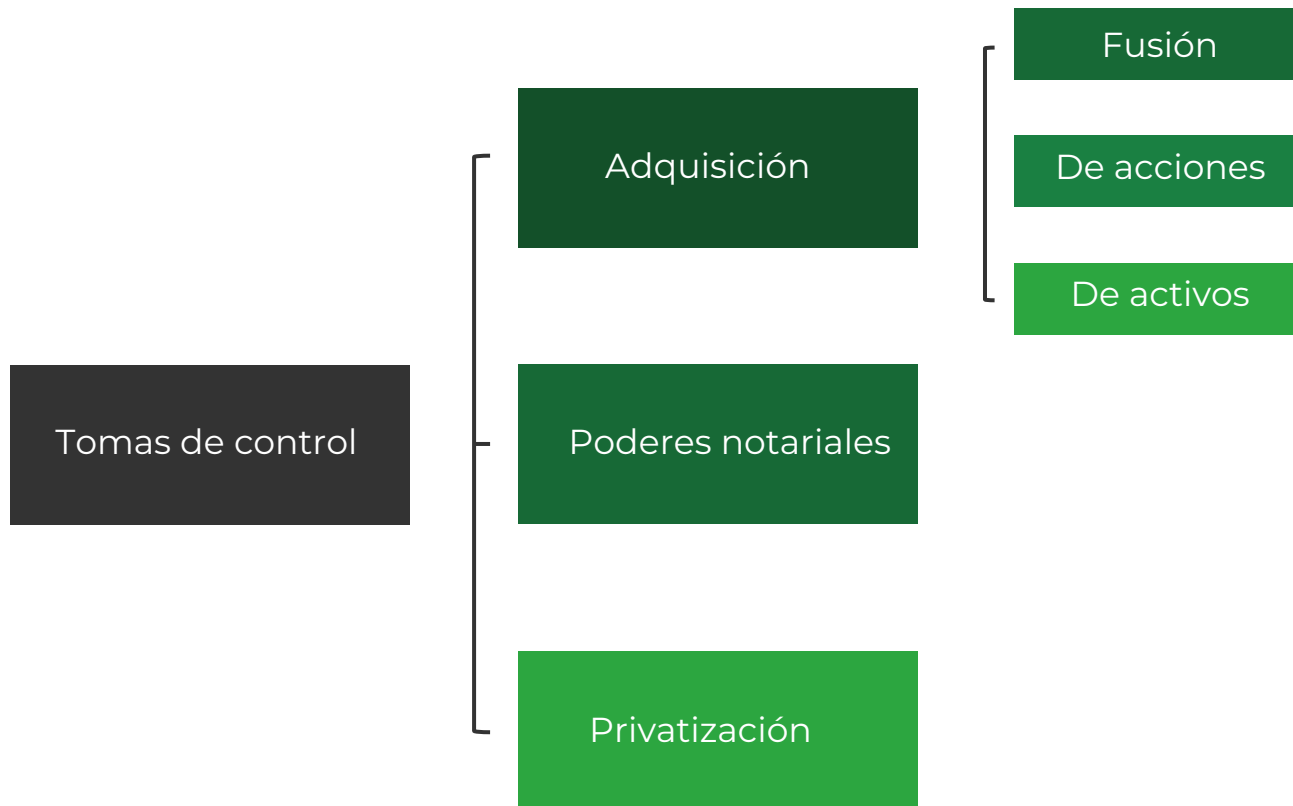 Fusión
Adquisición
De acciones
De activos
Tomas de control
Poderes notariales
Privatización